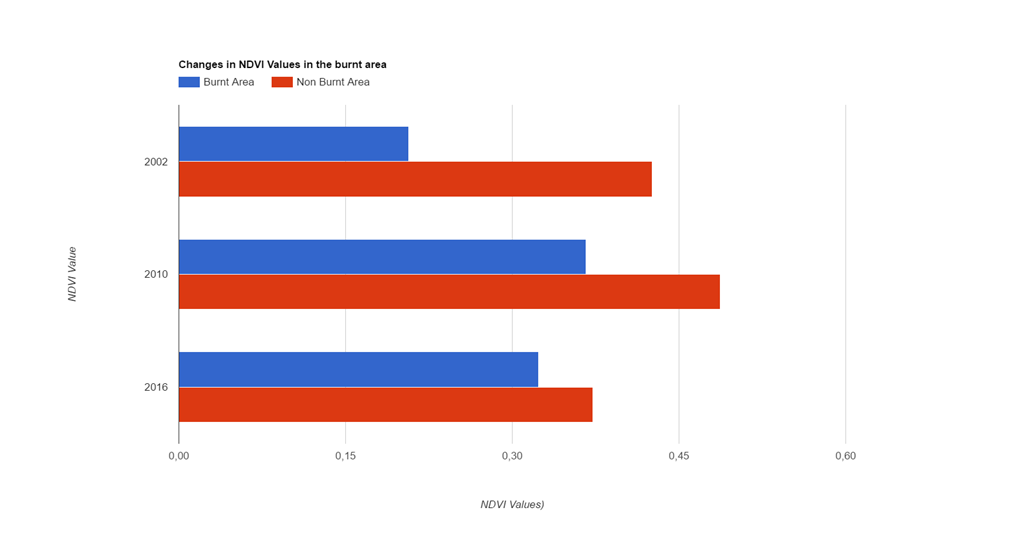 Changes in NDVI Values in the burnt area
Burnt Area Non Burnt Area
2002
2010
2016
NDVI Value
0,00 0,15 0,30 0,45 0,60
NDVI Values)